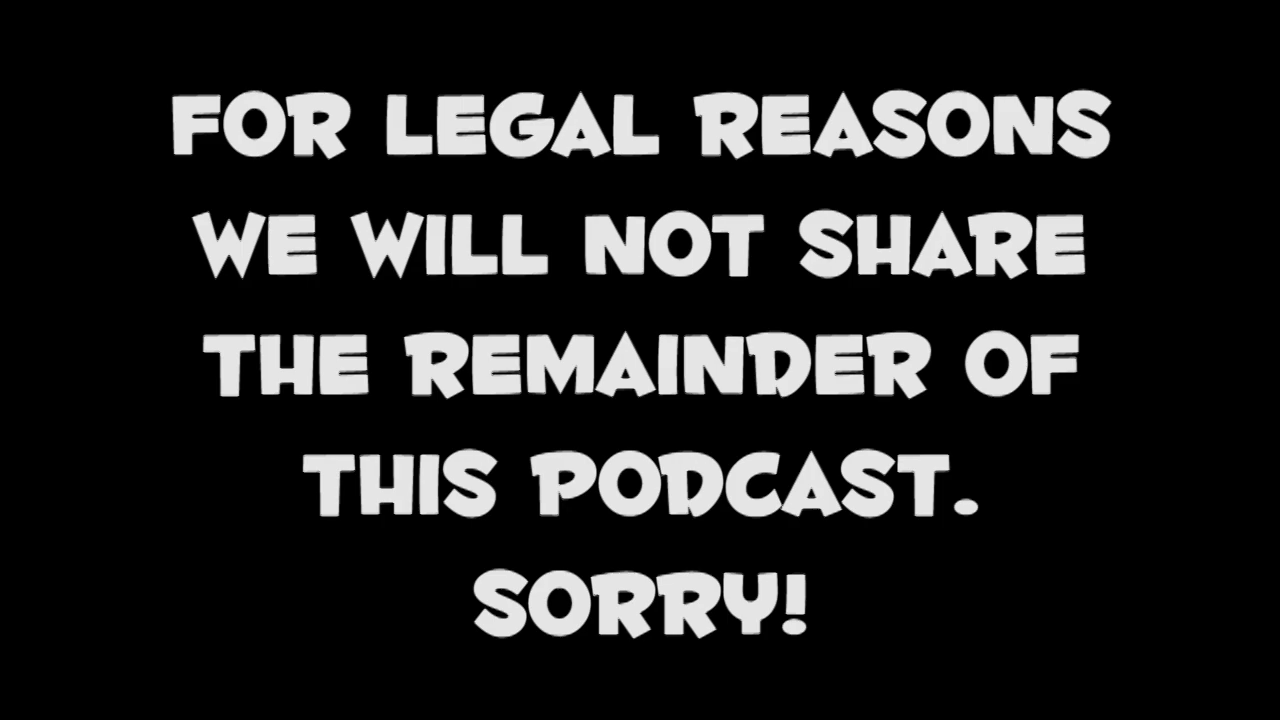 FOR LEGAL REASONS
WE WILL NOT SHARE
THE REMAINDER OF
THIS PODCAST.
SORRY!